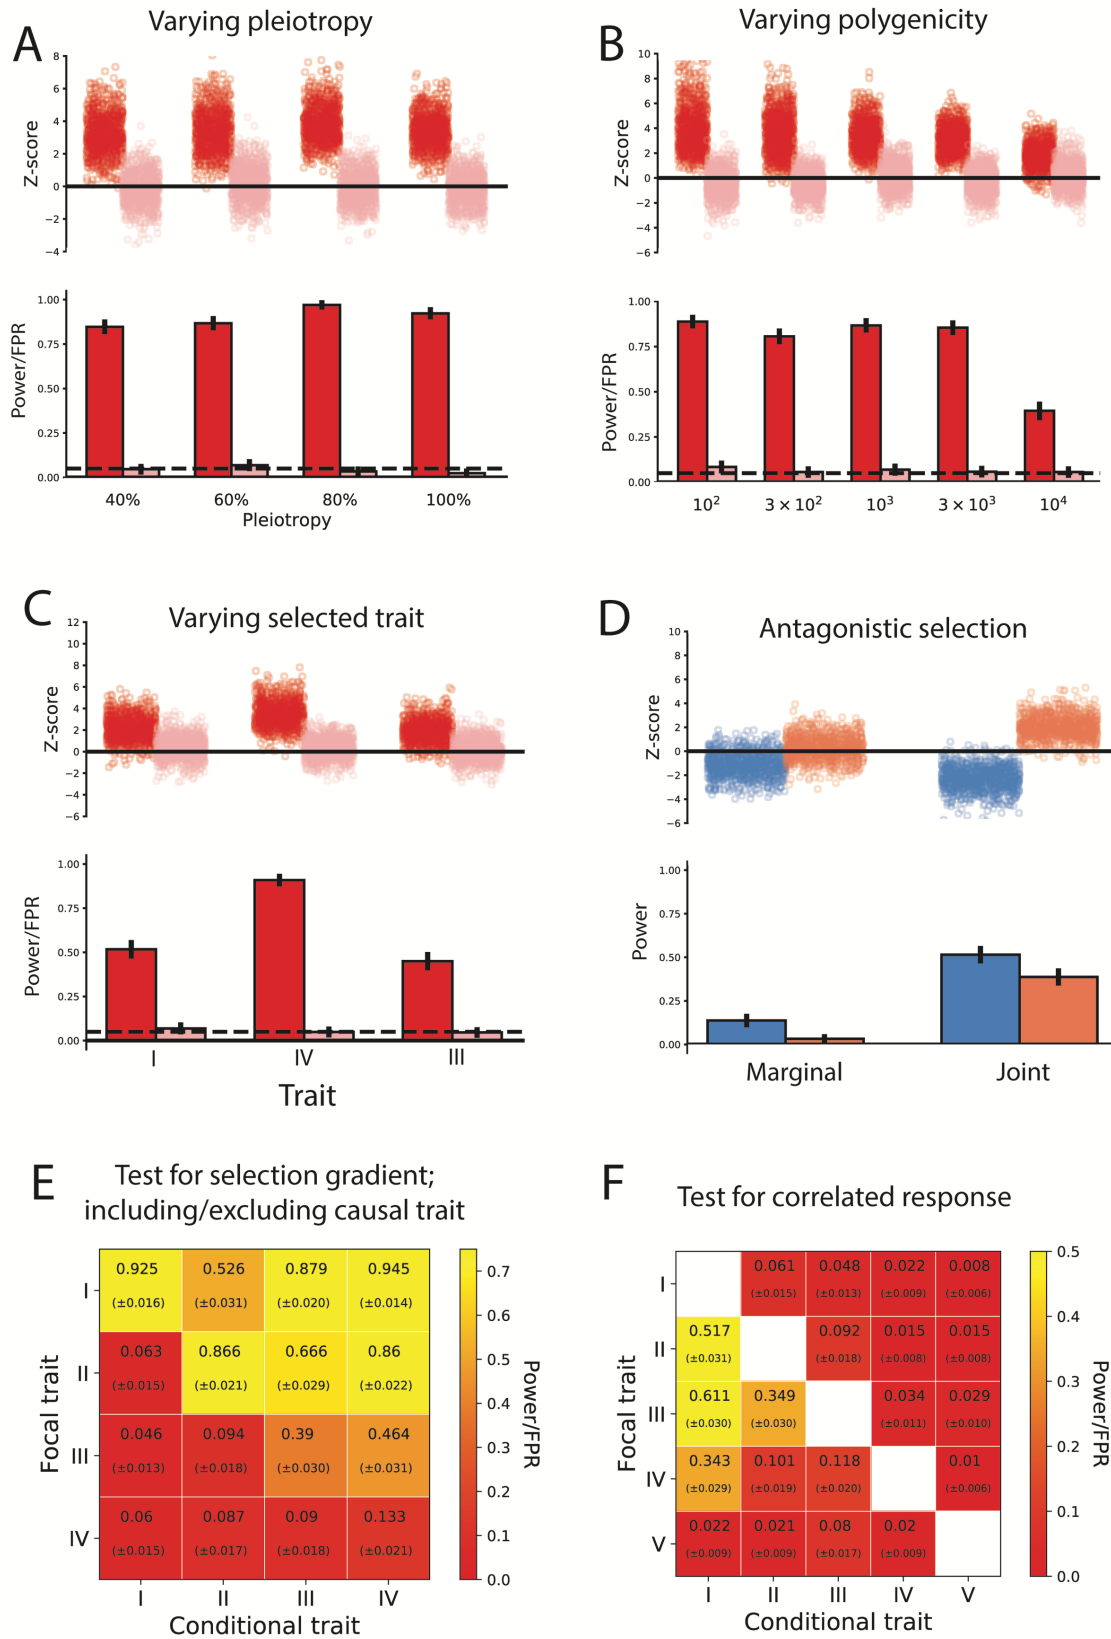 A
Varying pleiotropy
8
6
4
2
0
−2
−4
Z-score
1.00
0.75
0.50
0.25
0.00
Power/FPR
40% 60% 80% 100%
Pleiotropy
B
Varying polygenicity
10
8
6
4
2
0
−2
−4
−6
Z-score
1.00
0.75
0.50
0.25
0.00
Power/FPR
10² 3 × 10² 10³ 3 × 10³ 10⁴
C
Varying selected trait
12
10
8
6
4
2
0
−2
−4
−6
Z-score
1.00
0.75
0.50
0.25
0.00
Power/FPR
I IV III
Trait
D
Antagonistic selection
10
8
6
4
2
0
−2
−4
−6
Z-score
1.00
0.75
0.50
0.25
0.00
Power
Marginal Joint
E
Test for selection gradient;
including/excluding causal trait
Focal trait
I
0.925 0.526 0.879 0.945
(±0.016) (±0.031) (±0.020) (±0.014)
II
0.063 0.866 0.666 0.86
(±0.015) (±0.021) (±0.029) (±0.022)
III
0.046 0.094 0.39 0.464
(±0.013) (±0.018) (±0.030) (±0.031)
IV
0.06 0.087 0.09 0.133
(±0.015) (±0.017) (±0.018) (±0.021)
I II III IV
Conditional trait
0.7
0.6
0.5
0.4
0.3
0.2
0.1
0.0
Power/FPR
F
Test for correlated response
Focal trait
I
0.061 0.048 0.022 0.008
(±0.015) (±0.013) (±0.009) (±0.006)
II
0.517 0.092 0.015 0.015
(±0.031) (±0.018) (±0.008) (±0.008)
III
0.611 0.349 0.034 0.029
(±0.030) (±0.030) (±0.011) (±0.010)
IV
0.343 0.101 0.118 0.01
(±0.029) (±0.019) (±0.020) (±0.006)
V
0.022 0.021 0.08 0.02
(±0.009) (±0.009) (±0.017) (±0.009)
I II III IV V
Conditional trait
0.5
0.4
0.3
0.2
0.1
0.0
Power/FPR